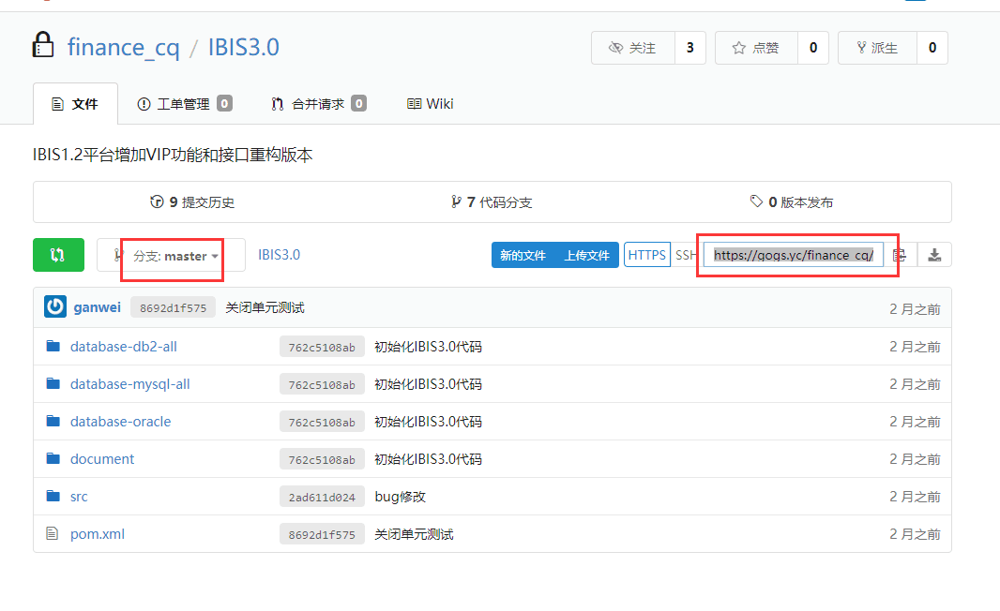 finance_cq / IBIS3.0 关注 3 点赞 0 派生 0
文件 工单管理 0 合并请求 0 Wiki
IBIS1.2平台增加VIP功能和接口重构版本
9 提交历史 7 代码分支 0 版本发布
分支: master IBIS3.0 新的文件 上传文件 HTTPS SSH https://gogs.yc/finance_cq/
ganwei 8692d1f575 关闭单元测试 2 月之前
database-db2-all 762c5108ab 初始化IBIS3.0代码 2 月之前
database-mysql-all 762c5108ab 初始化IBIS3.0代码 2 月之前
database-oracle 762c5108ab 初始化IBIS3.0代码 2 月之前
document 762c5108ab 初始化IBIS3.0代码 2 月之前
src 2ad611d024 bug修改 2 月之前
pom.xml 8692d1f575 关闭单元测试 2 月之前